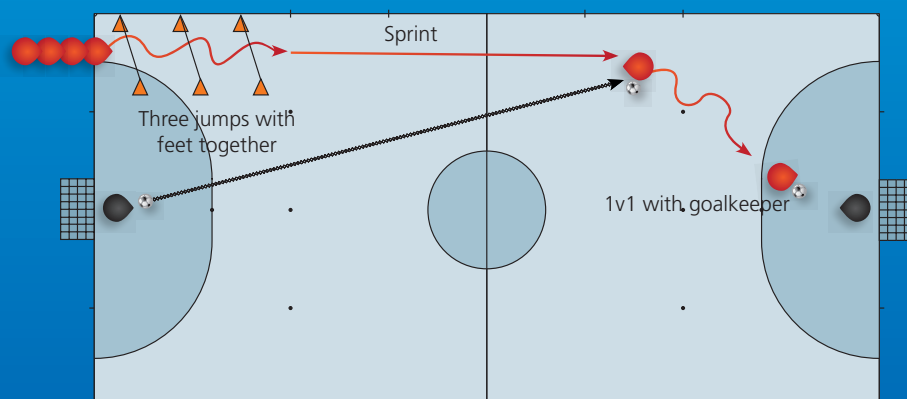 Sprint
Three jumps with
feet together
1v1 with goalkeeper